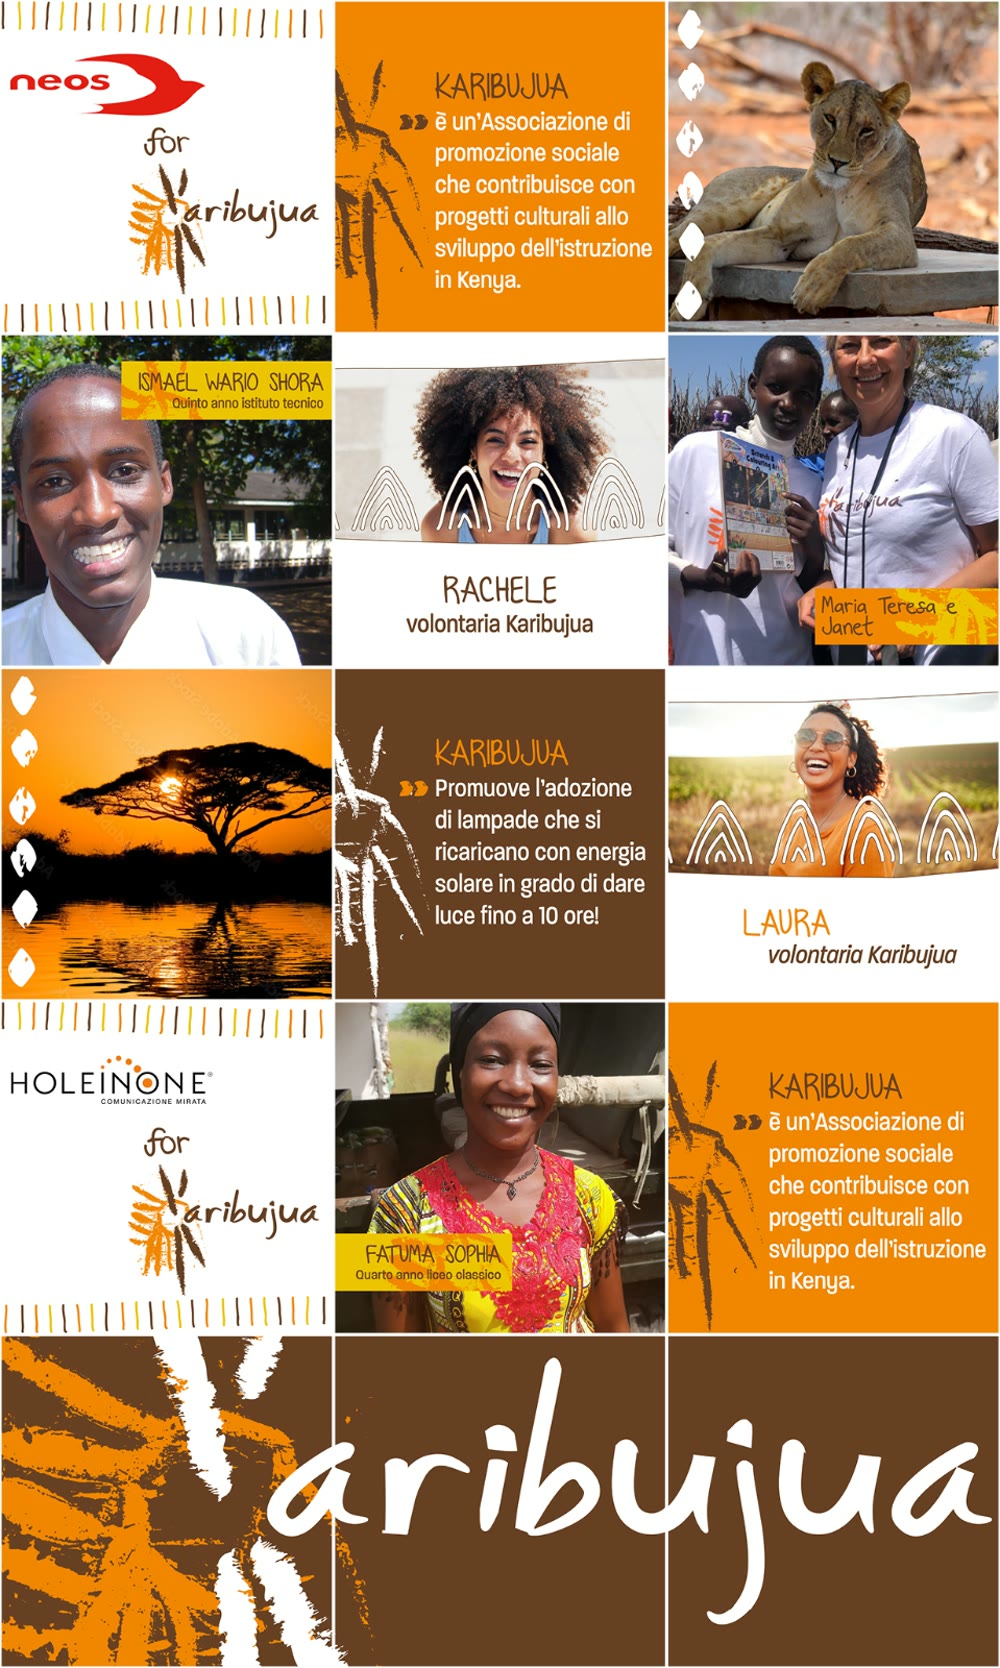 neos
for
Karibujua
KARIBUJUA
è un'Associazione di
promozione sociale
che contribuisce con
progetti culturali allo
sviluppo dell'istruzione
in Kenya.
ISMAEL WARIO SHORA
Quinto anno istituto tecnico
RACHELE
volontaria Karibujua
Karibujua
Maria Teresa e
Janet
KARIBUJUA
Promuove l'adozione
di lampade che si
ricaricano con energia
solare in grado di dare
luce fino a 10 ore!
LAURA
volontaria Karibujua
HOLEINONE®
COMUNICAZIONE MIRATA
for
Karibujua
FATUMA SOPHIA
Quarto anno liceo classico
KARIBUJUA
è un'Associazione di
promozione sociale
che contribuisce con
progetti culturali allo
sviluppo dell'istruzione
in Kenya.
Karibujua